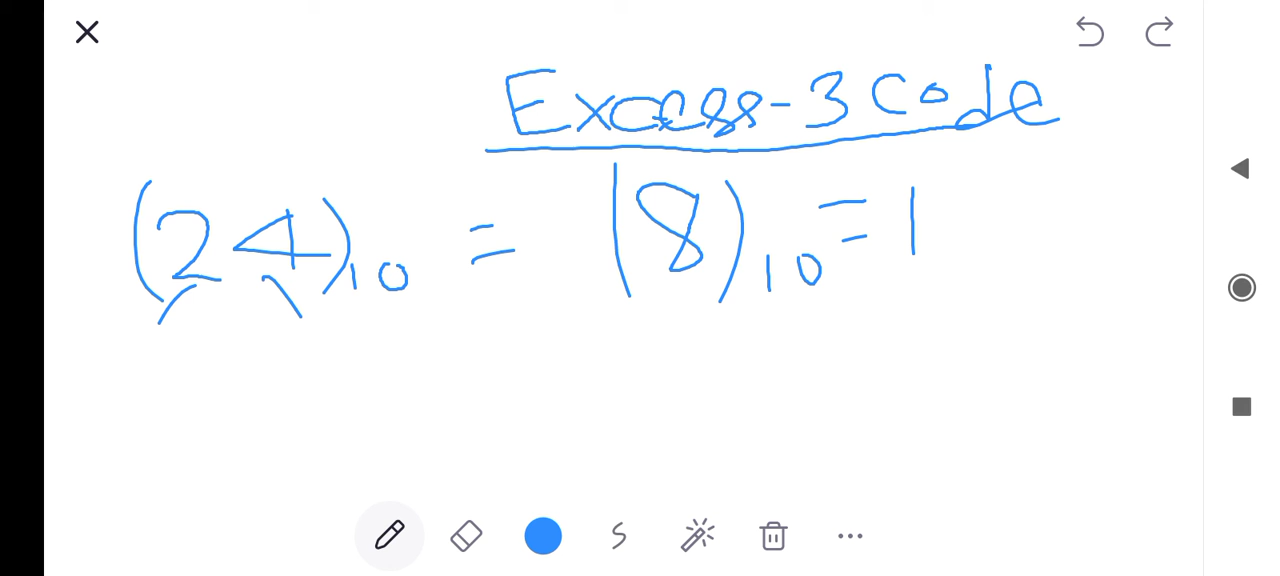 Excess-3 Code
(24)10 = (8)10 = 1